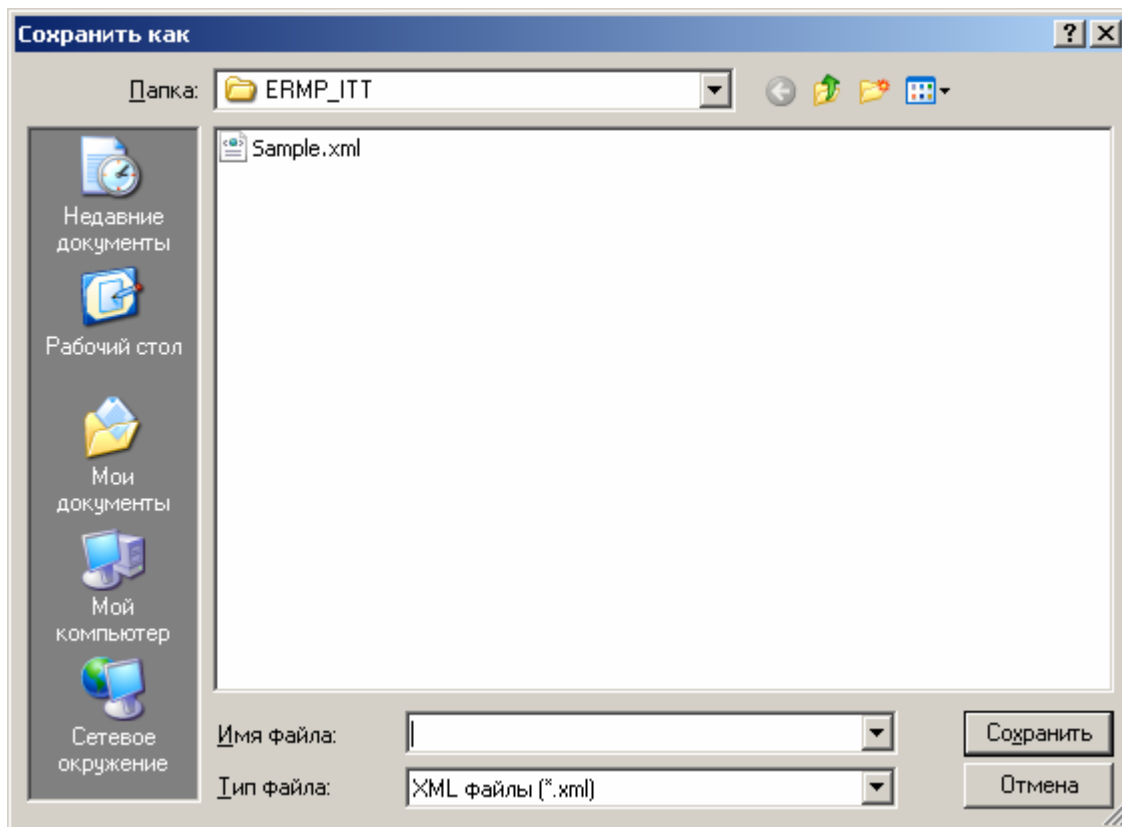 Сохранить как
Папка:
ERMP_ITT
Sample.xml
Недавние
документы
Рабочий стол
Мои
документы
Мой
компьютер
Сетевое
окружение
Имя файла:
Сохранить
Тип файла:
XML файлы (*.xml)
Отмена